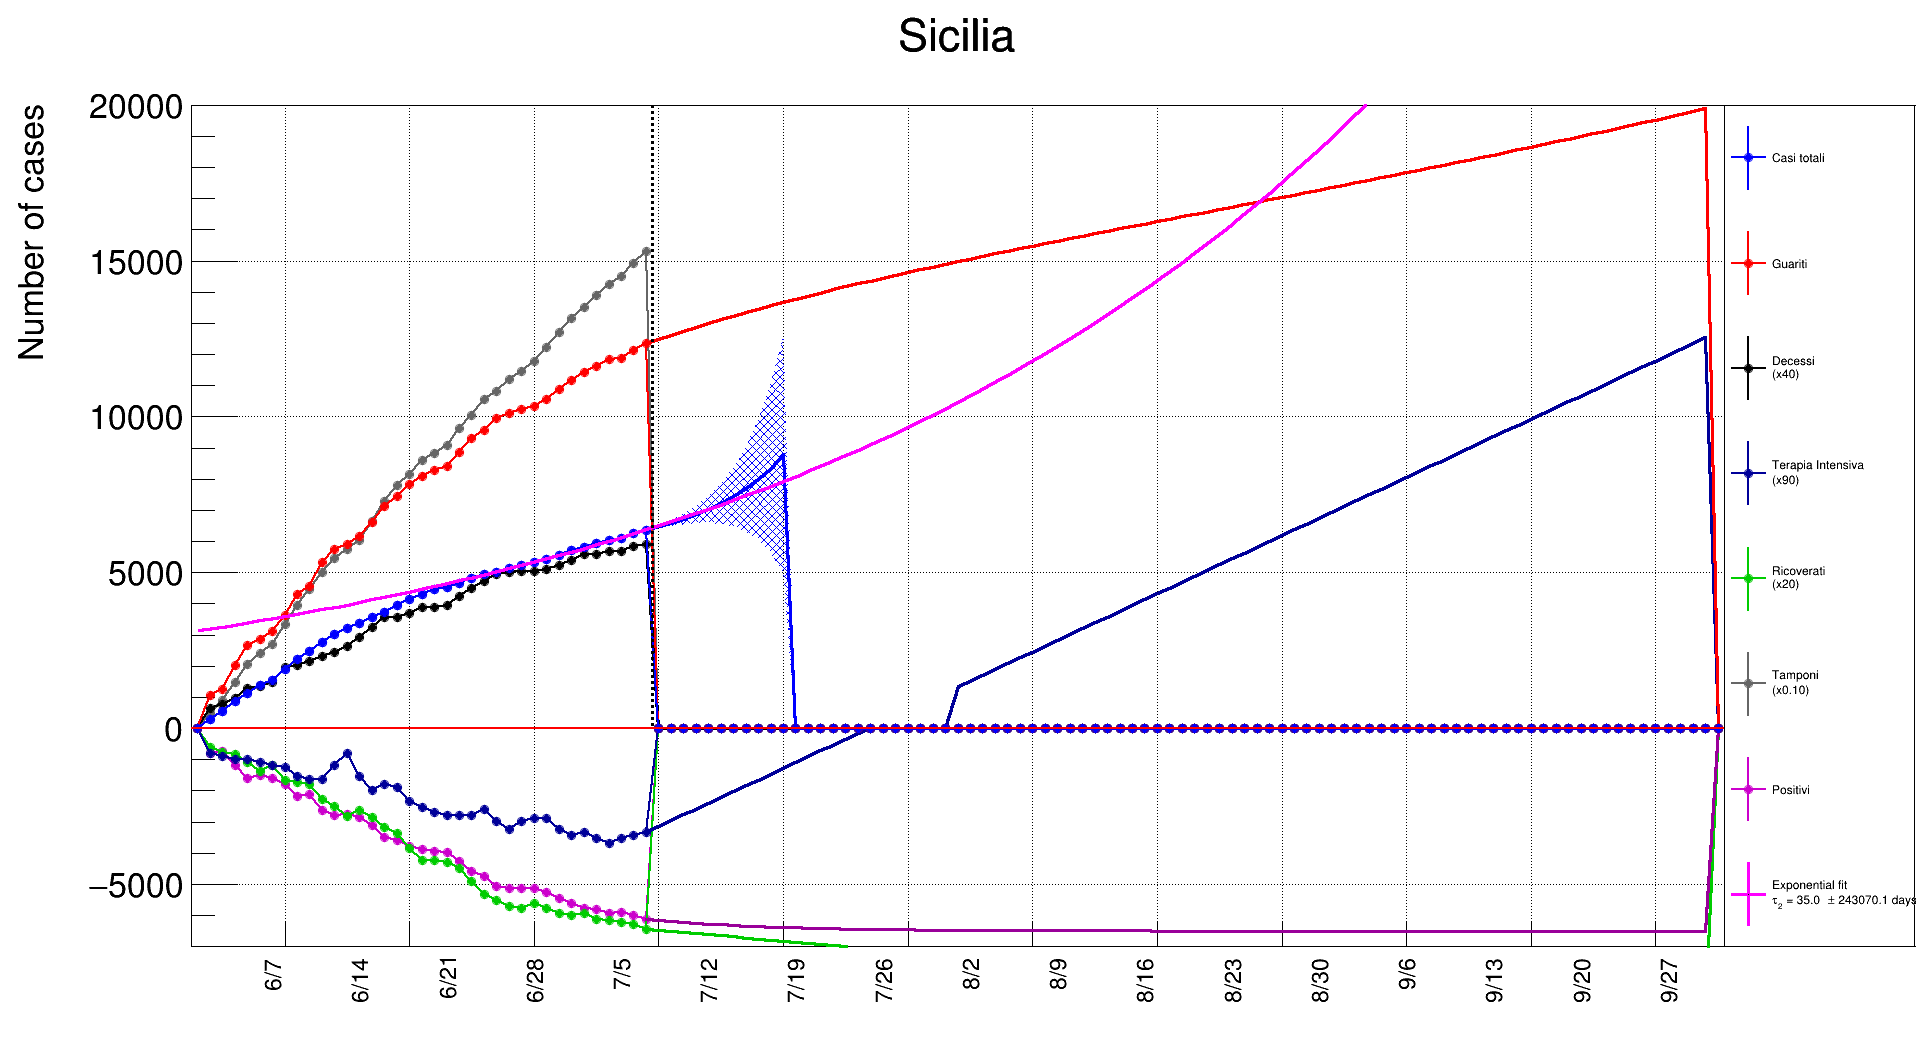 Sicilia
Number of cases
20000
15000
10000
5000
0
−5000
6/7
6/14
6/21
6/28
7/5
7/12
7/19
7/26
8/2
8/9
8/16
8/23
8/30
9/6
9/13
9/20
9/27
Casi totali
Guariti
Decessi
(x40)
Terapia Intensiva
(x90)
Ricoverati
(x20)
Tamponi
(x0.10)
Positivi
Exponential fit
τ2 = 35.0 ± 243070.1 days